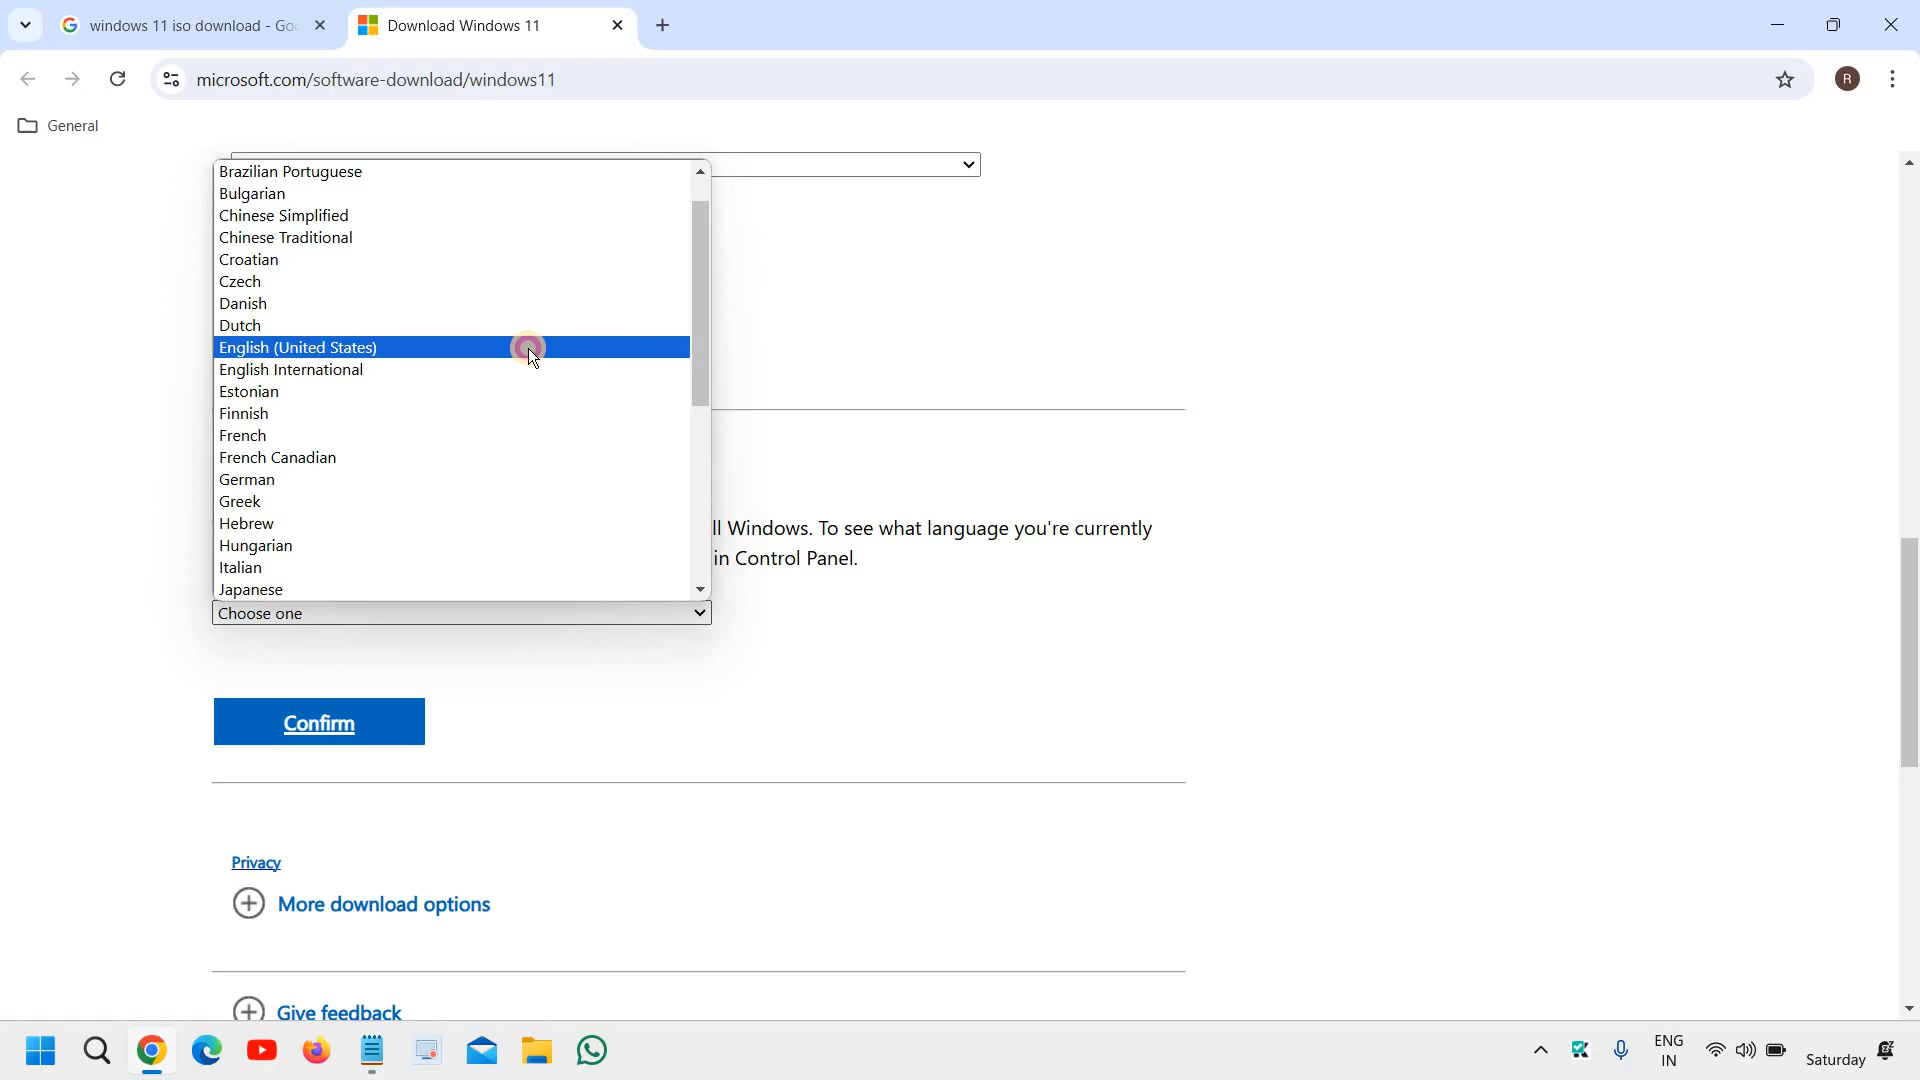 windows 11 iso download - Go
Download Windows 11
microsoft.com/software-download/windows11
R
General
Brazilian Portuguese
Bulgarian
Chinese Simplified
Chinese Traditional
Croatian
Czech
Danish
Dutch
English (United States)
English International
Estonian
Finnish
French
French Canadian
German
Greek
Hebrew
Hungarian
Italian
Japanese
ll Windows. To see what language you're currently
in Control Panel.
Choose one
Confirm
Privacy
More download options
Give feedback
ENG
IN
Saturday